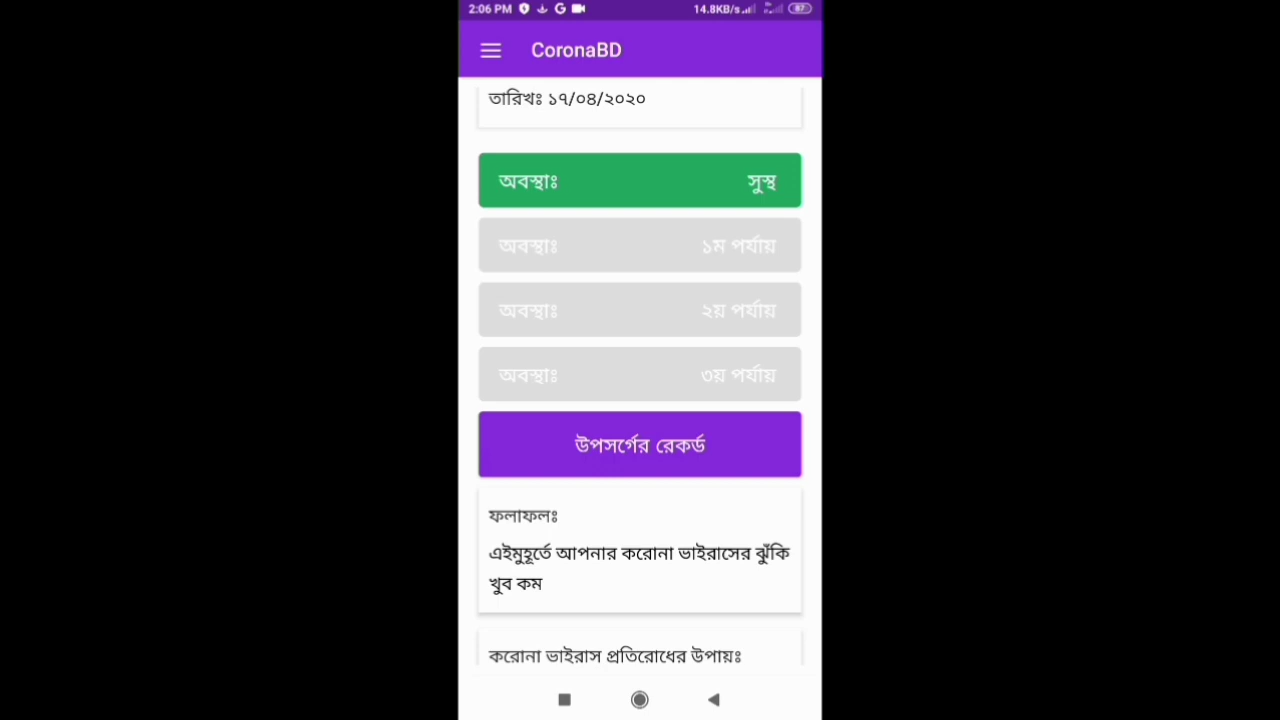 2:06 PM G 14.8KB/s 87
CoronaBD
তারিখঃ ১৭/০৪/২০২০
অবস্থাঃ সুস্থ
অবস্থাঃ ১ম পর্যায়
অবস্থাঃ ২য় পর্যায়
অবস্থাঃ ৩য় পর্যায়
উপসর্গের রেকর্ড
ফলাফলঃ
এইমুহূর্তে আপনার করোনা ভাইরাসের ঝুঁকি
খুব কম
করোনা ভাইরাস প্রতিরোধের উপায়ঃ